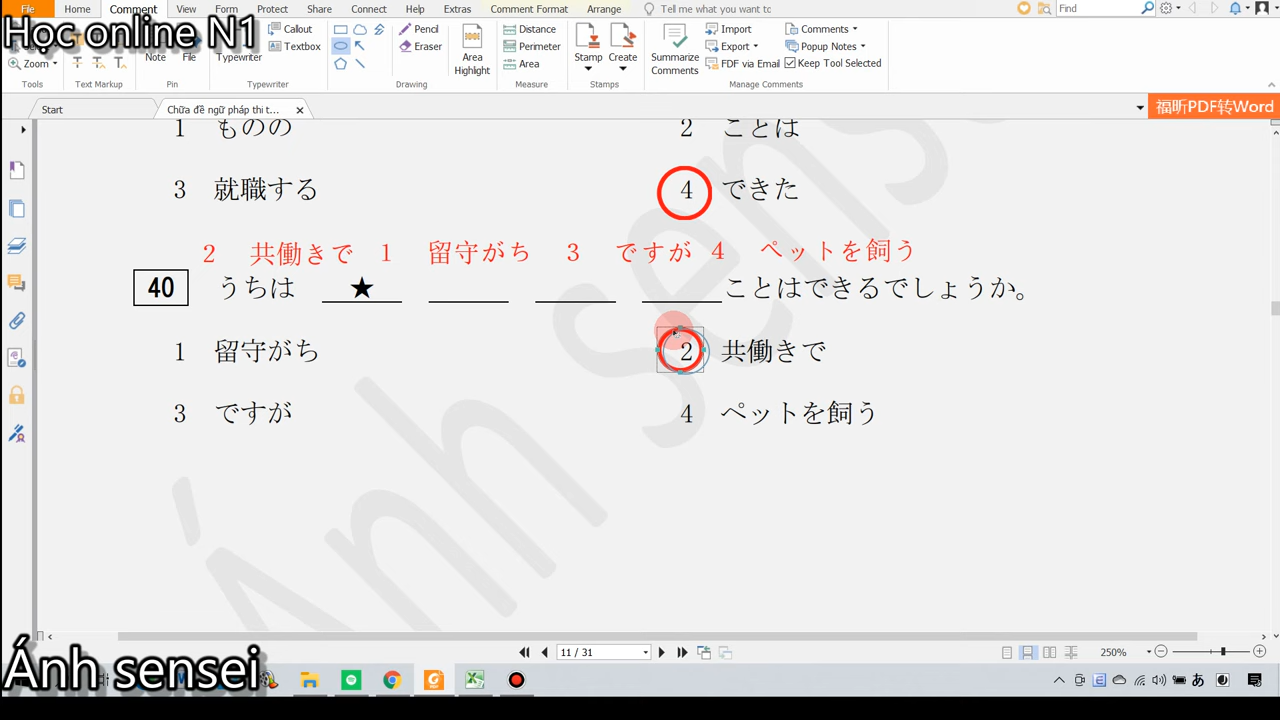 File Home Comment View Form Protect Share Connect Help Extras Comment Format Arrange Tell me what you want to Find
Học online N1
Callout Pencil Distance Import Comments
Textbox Eraser Perimeter Export Popup Notes
Zoom Note File Typewriter Area Highlight Area Stamp Create Summarize Comments FDF via Email Keep Tool Selected
Tools Text Markup Typewriter Drawing Measure Stamps Manage Comments
Start Chữa đề ngữ pháp thi t... 福昕PDF转Word
1 ものの 2 ことは
3 就職する 4 できた
2 共働きで 1 留守がち 3 ですが 4 ペットを飼う
40 うちは ★ ことはできるでしょうか。
1 留守がち 2 共働きで
3 ですが 4 ペットを飼う
Ánh sensei
11 / 31 250%
Ánh sensei
あ